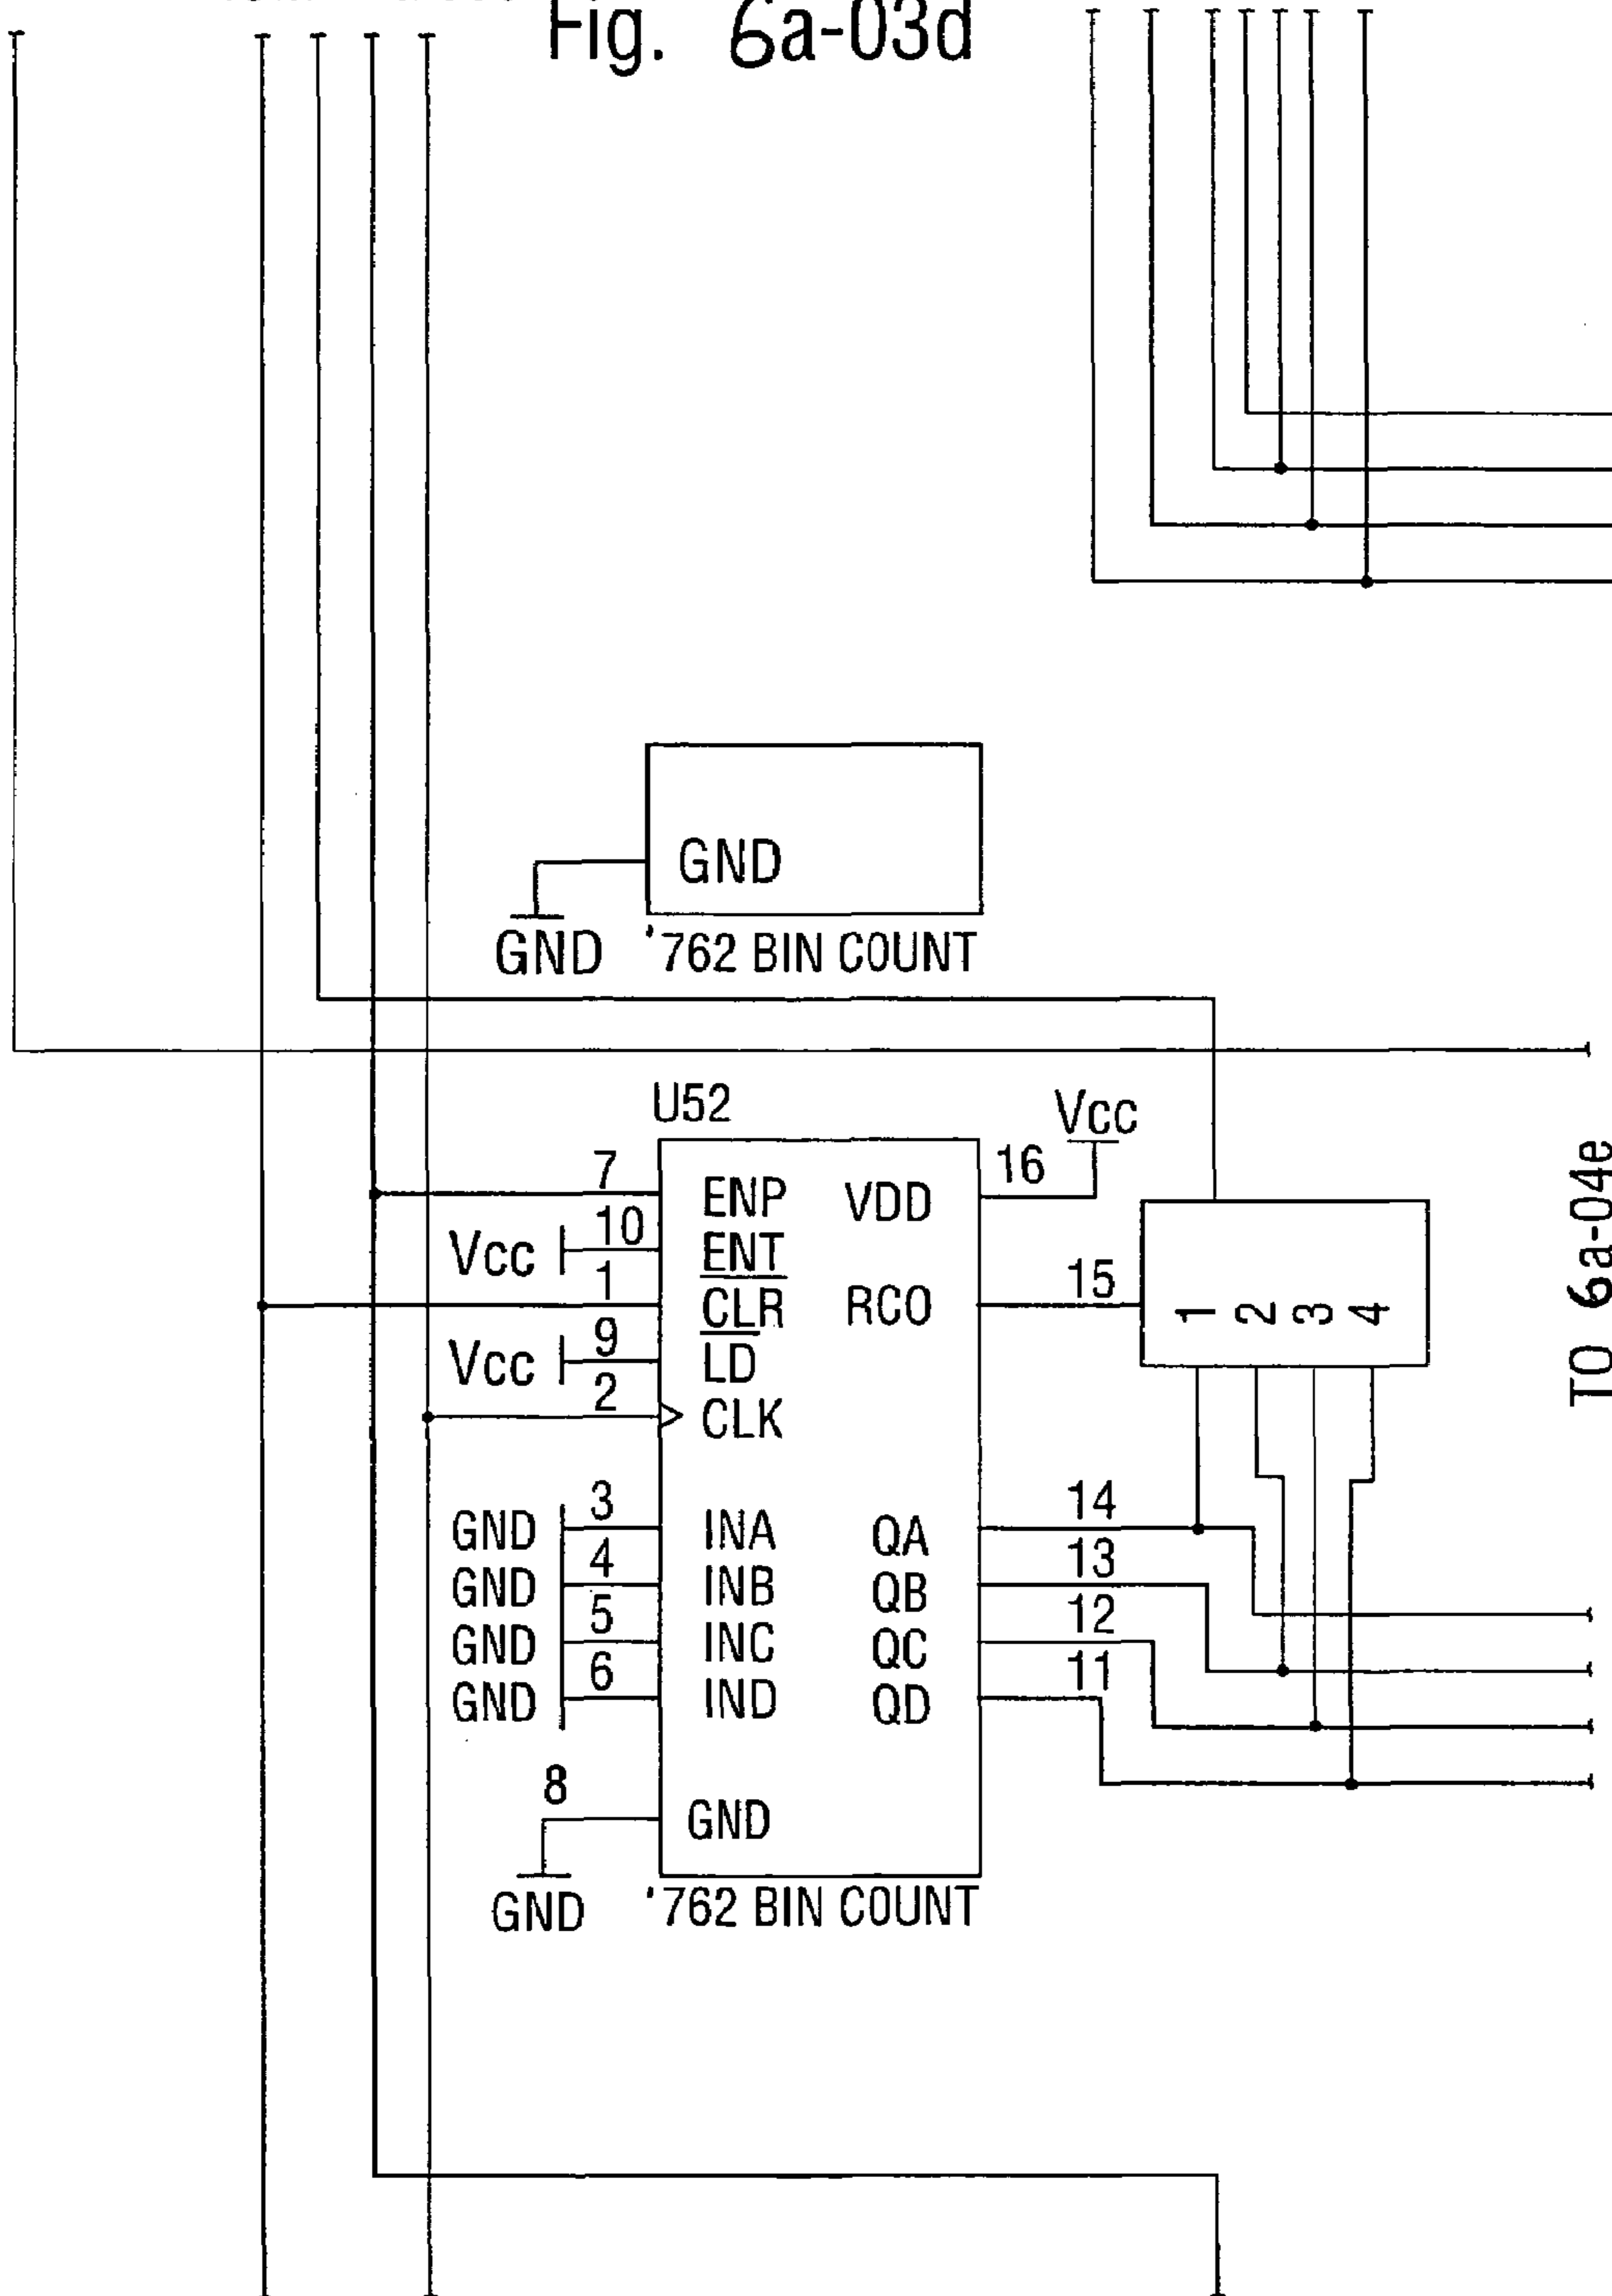 Fig. 6a-03d
GND
GND
'762 BIN COUNT
U52
Vcc
7
ENP
VDD
16
Vcc
10
ENT
1
CLR
RCO
15
1
2
3
4
Vcc
9
LD
2
CLK
TO 6a-04e
GND
3
INA
QA
14
GND
4
INB
QB
13
GND
5
INC
QC
12
GND
6
IND
QD
11
8
GND
GND
'762 BIN COUNT